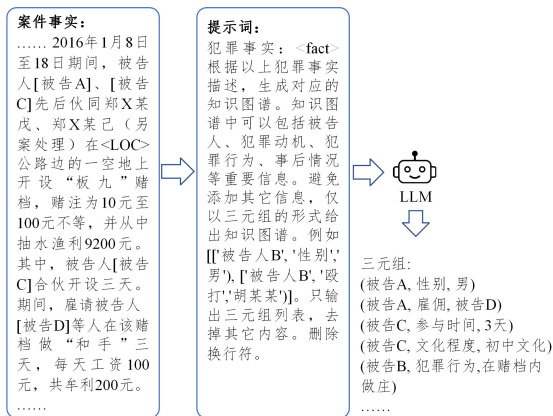 案件事实：
…… 2016年1月8日
至18日期间，被告
人[被告A]、[被告
C]先后伙同郑X某
戊、郑X某己（另
案处理）在<LOC>
公路边的一空地上
开设“板九”赌
档，赌注为10元至
100元不等，并从中
抽水渔利9200元。
其中，被告人[被告
C]合伙开设三天。
期间，雇请被告人
[被告D]等人在该赌
档做“和手”三
天，每天工资100
元，共牟利200元。
……
提示词：
犯罪事实：<fact>
根据以上犯罪事实
描述，生成对应的
知识图谱。知识图
谱中可以包括被告
人、犯罪动机、犯
罪行为、事后情况
等重要信息。避免
添加其它信息，仅
以三元组的形式给
出知识图谱。例如
[['被告人B', '性别','
男'), ['被告人B', '殴
打','胡某某')]。只输
出三元组列表，去
掉其它内容。删除
换行符。
LLM
三元组:
(被告A, 性别, 男)
(被告A, 雇佣, 被告D)
(被告C, 参与时间, 3天)
(被告C, 文化程度, 初中文化)
(被告B, 犯罪行为,在赌档内
做庄)
……